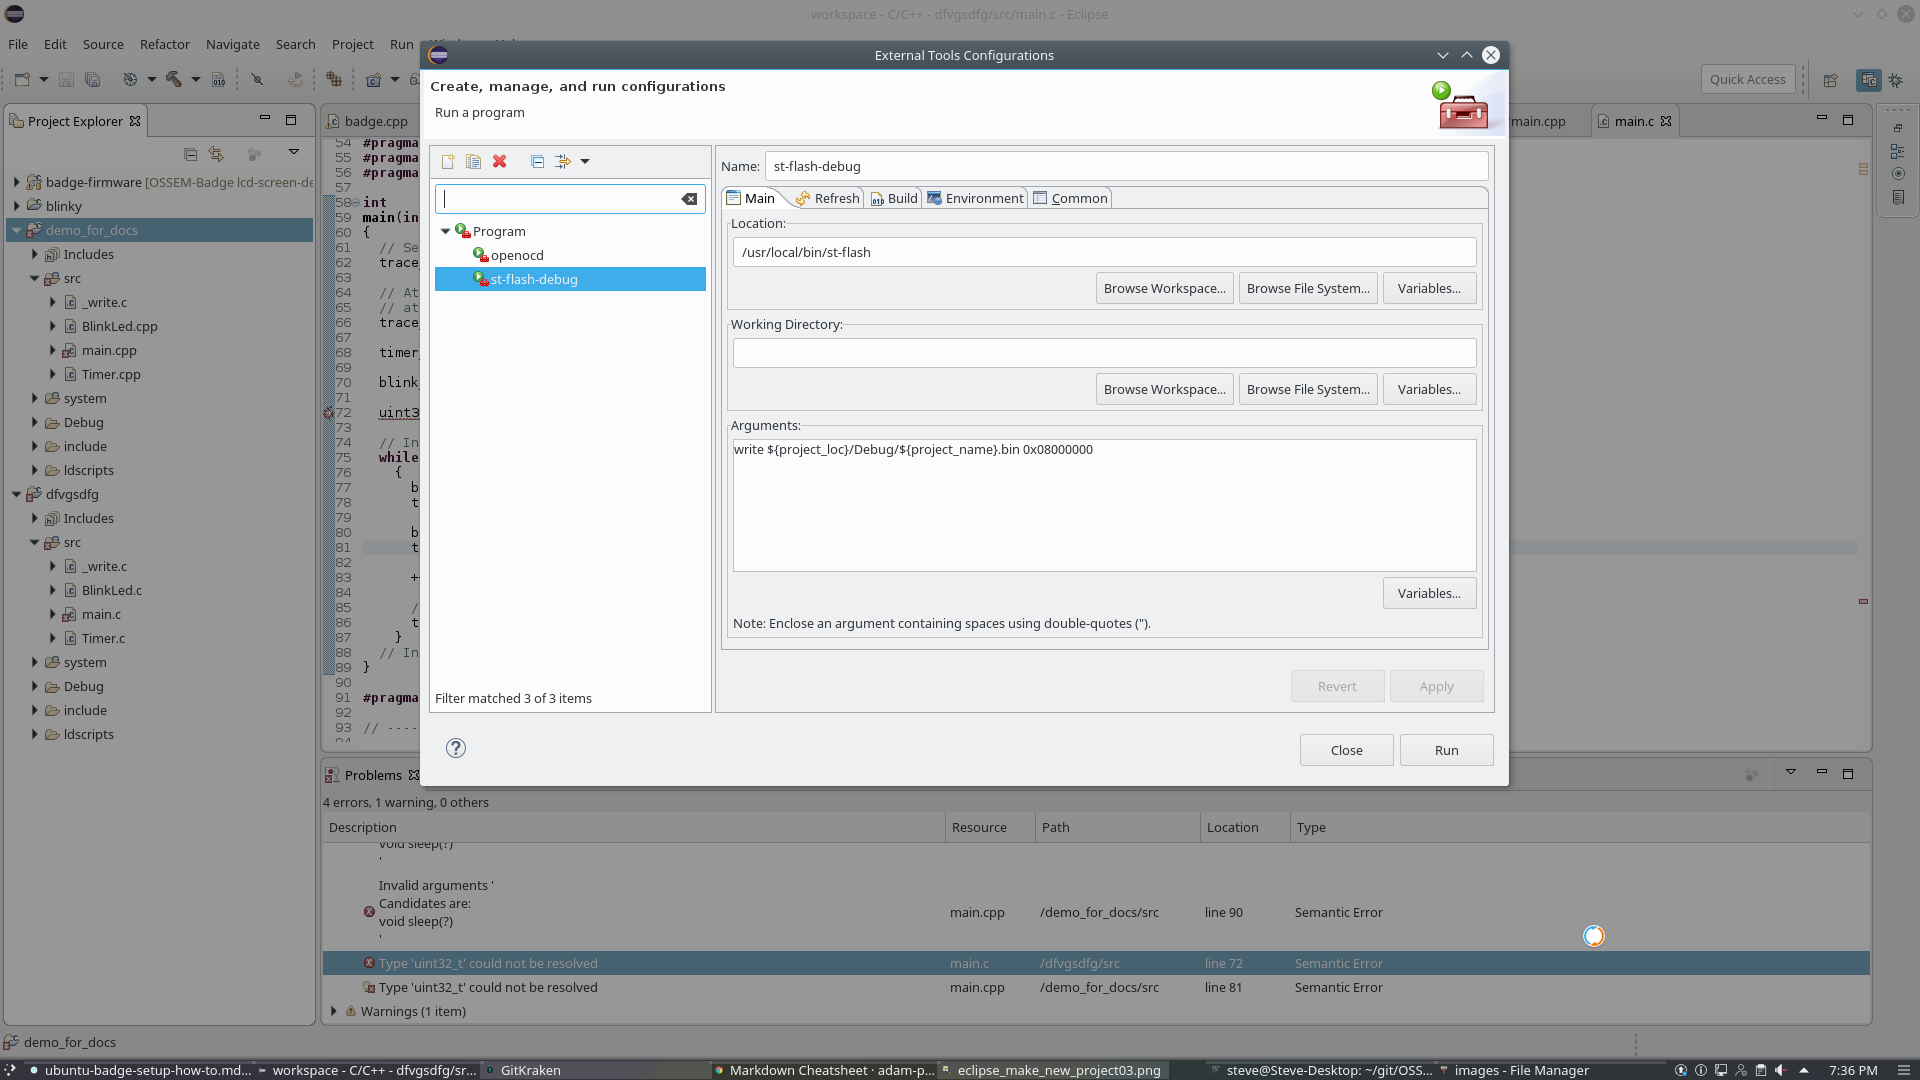 workspace - C/C++ - dfvgsdfg/src/main.c - Eclipse
File Edit Source Refactor Navigate Search Project Run
Quick Access
External Tools Configurations
Create, manage, and run configurations
Run a program
Project Explorer
badge-firmware [OSSEM-Badge lcd-screen-de
blinky
demo_for_docs
Includes
src
_write.c
BlinkLed.cpp
main.cpp
Timer.cpp
system
Debug
include
ldscripts
dfvgsdfg
Includes
src
_write.c
BlinkLed.c
main.c
Timer.c
system
Debug
include
ldscripts
badge.cpp
main.cpp
main.c
54 #pragma
55 #pragma
56 #pragma
57
58 int
59 main(in
60 {
61 // Se
62 trace
63
64 // At
65 // at
66 trace
67
68 timer
69
70 blink
71
72 uint3
73
74 // In
75 while
76 {
77 b
78 t
79
80 b
81 t
82
83 +
84
85 /
86 t
87 }
88 // In
89 }
90
91 #pragma
92
93 // ----
94
Program
openocd
st-flash-debug
Filter matched 3 of 3 items
Name: st-flash-debug
Main Refresh Build Environment Common
Location:
/usr/local/bin/st-flash
Browse Workspace... Browse File System... Variables...
Working Directory:
Browse Workspace... Browse File System... Variables...
Arguments:
write ${project_loc}/Debug/${project_name}.bin 0x08000000
Variables...
Note: Enclose an argument containing spaces using double-quotes (").
Revert Apply
Close Run
Problems
4 errors, 1 warning, 0 others
Description Resource Path Location Type
void sleep(?)
'
Invalid arguments '
Candidates are:
void sleep(?)
'
main.cpp /demo_for_docs/src line 90 Semantic Error
Type 'uint32_t' could not be resolved main.c /dfvgsdfg/src line 72 Semantic Error
Type 'uint32_t' could not be resolved main.cpp /demo_for_docs/src line 81 Semantic Error
Warnings (1 item)
demo_for_docs
ubuntu-badge-setup-how-to.md... workspace - C/C++ - dfvgsdfg/sr... GitKraken Markdown Cheatsheet · adam-p... eclipse_make_new_project03.png steve@Steve-Desktop: ~/git/OSS... images - File Manager 7:36 PM